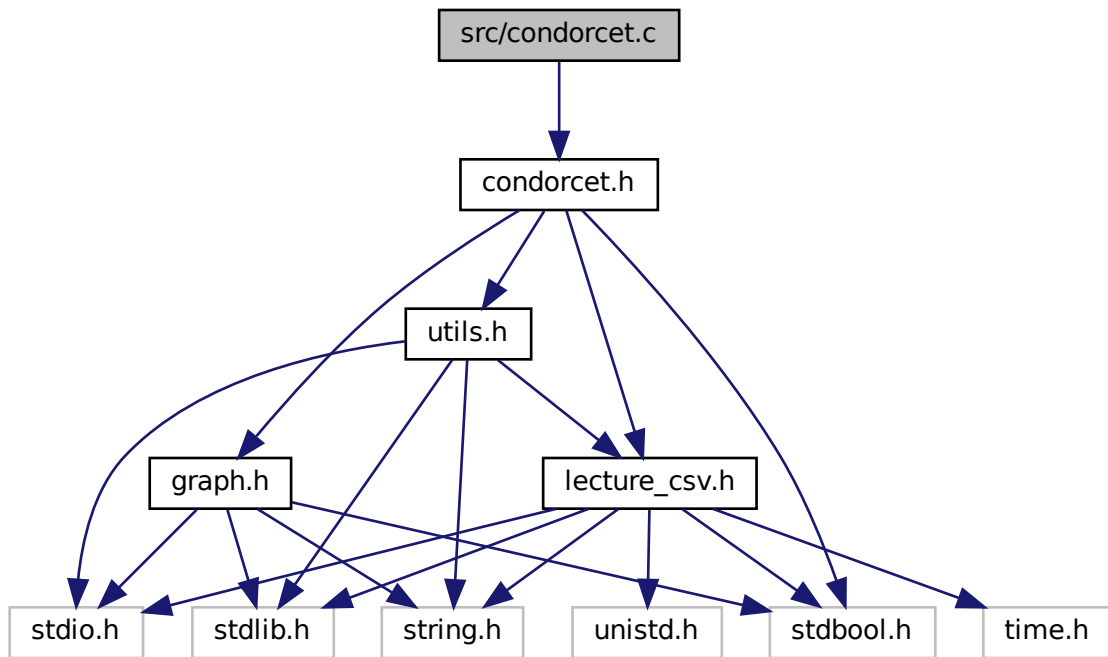 src/condorcet.c
condorcet.h
utils.h
graph.h
lecture_csv.h
stdio.h
stdlib.h
string.h
unistd.h
stdbool.h
time.h